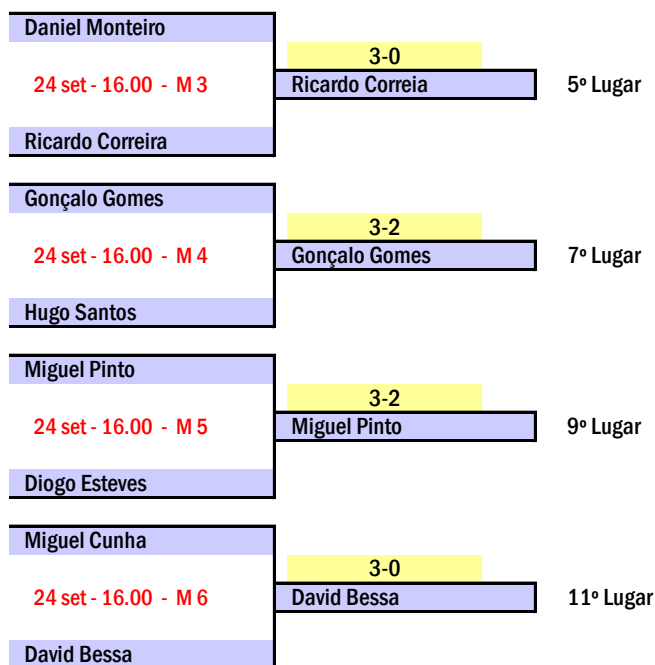 Daniel Monteiro
3-0
24 set - 16.00 - M 3
Ricardo Correia
5º Lugar
Ricardo Correira
Gonçalo Gomes
3-2
24 set - 16.00 - M 4
Gonçalo Gomes
7º Lugar
Hugo Santos
Miguel Pinto
3-2
24 set - 16.00 - M 5
Miguel Pinto
9º Lugar
Diogo Esteves
Miguel Cunha
3-0
24 set - 16.00 - M 6
David Bessa
11º Lugar
David Bessa